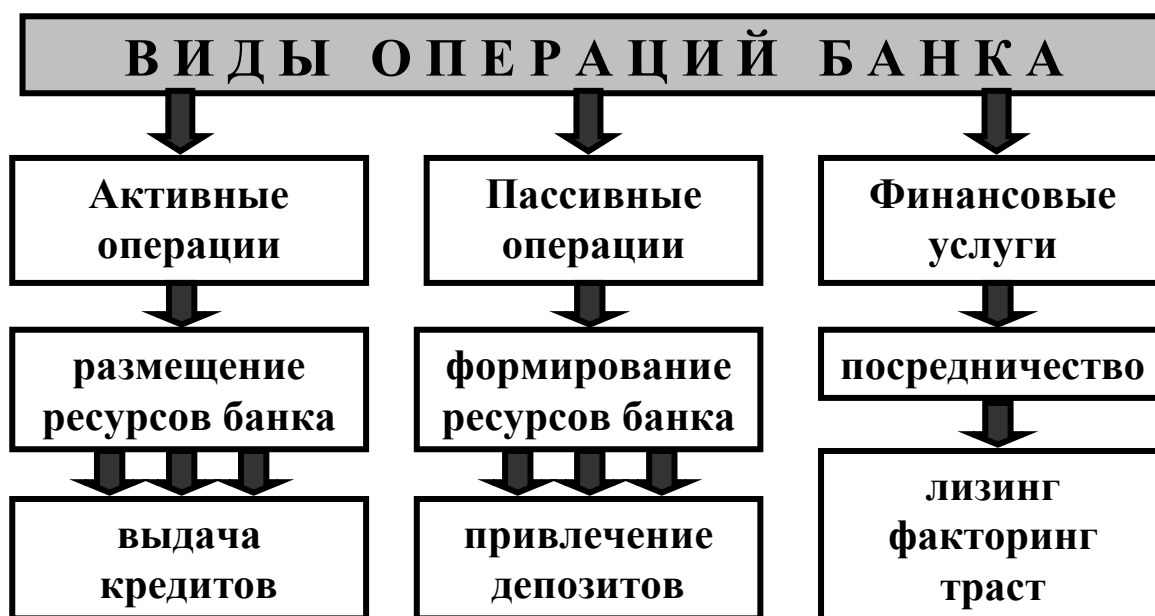 ВИДЫ ОПЕРАЦИЙ БАНКА
Активные
операции
Пассивные
операции
Финансовые
услуги
размещение
ресурсов банка
формирование
ресурсов банка
посредничество
выдача
кредитов
привлечение
депозитов
лизинг
факторинг
траст